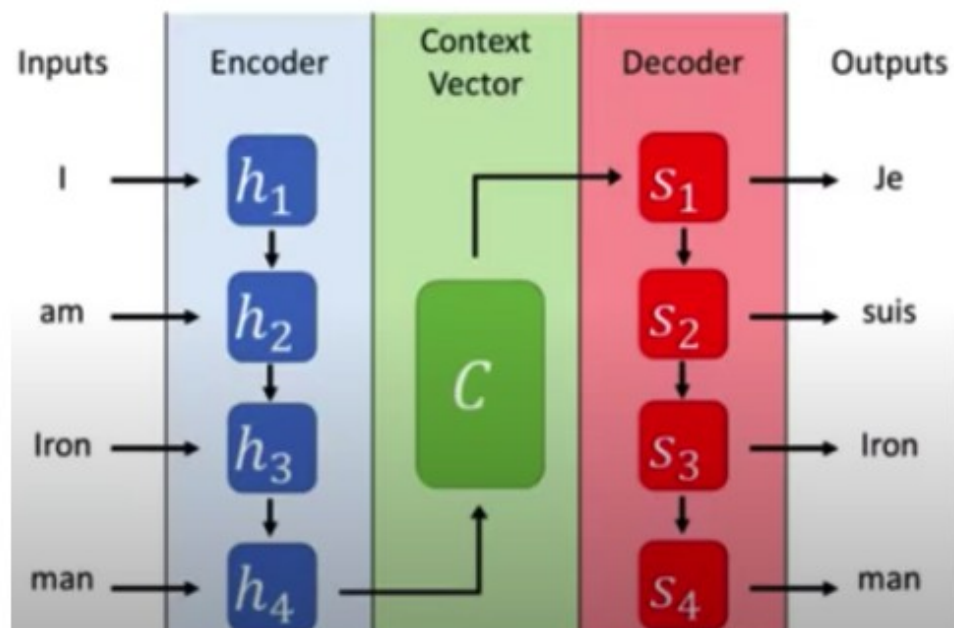 Inputs Encoder Context Vector Decoder Outputs
I h₁ s₁ Je
am h₂ C s₂ suis
Iron h₃ s₃ Iron
man h₄ s₄ man